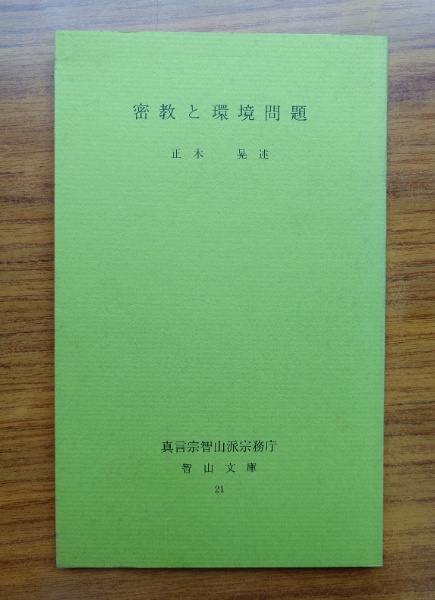 密教と環境問題
正木 晃述
真言宗智山派宗務庁
智山文庫
21